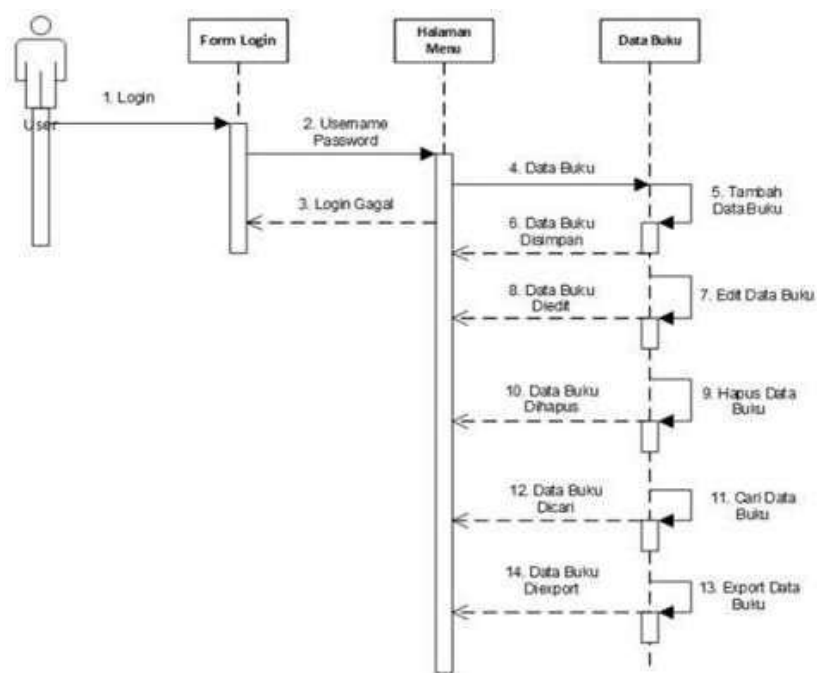 Form Login
Halaman
Menu
Data Buku
User
1. Login
2. Username
Password
3. Login Gagal
4. Data Buku
5. Tambah
Data Buku
6. Data Buku
Disimpan
7. Edit Data Buku
8. Data Buku
Diedit
9. Hapus Data
Buku
10. Data Buku
Dihapus
11. Cari Data
Buku
12. Data Buku
Dicari
13. Export Data
Buku
14. Data Buku
Diexport